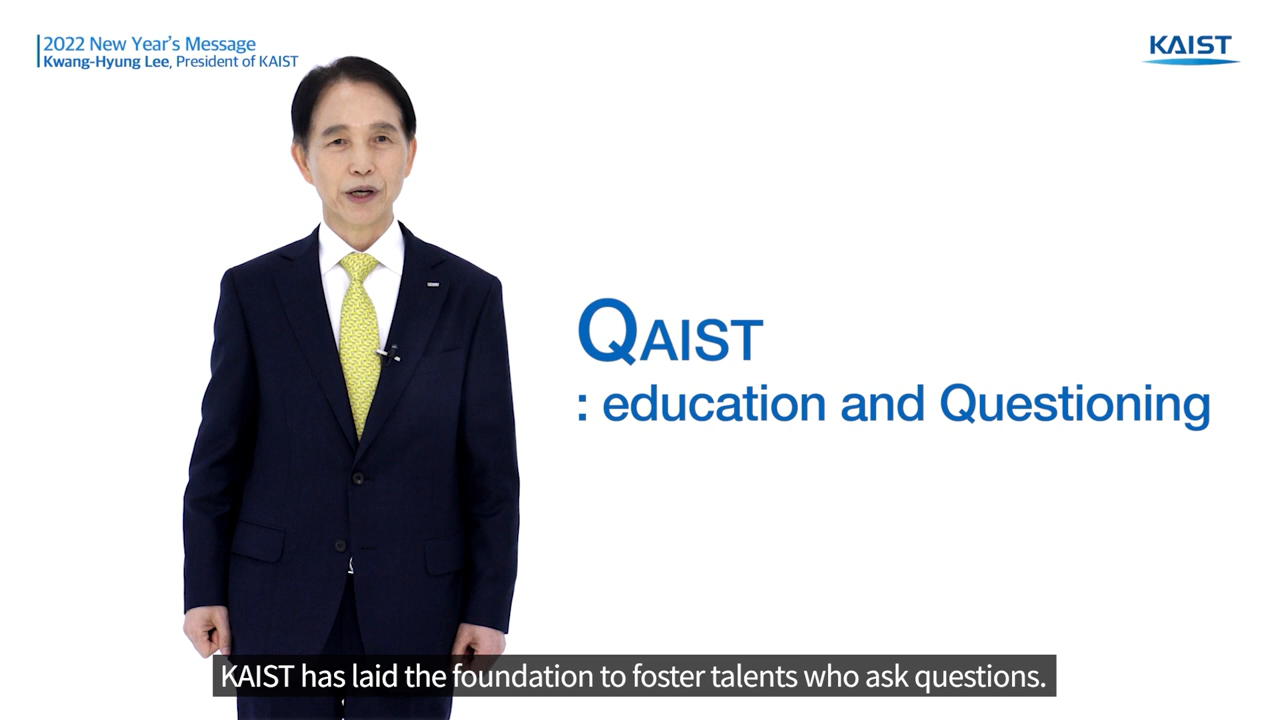 2022 New Year's Message
Kwang-Hyung Lee, President of KAIST
KAIST
QAIST
: education and Questioning
KAIST has laid the foundation to foster talents who ask questions.